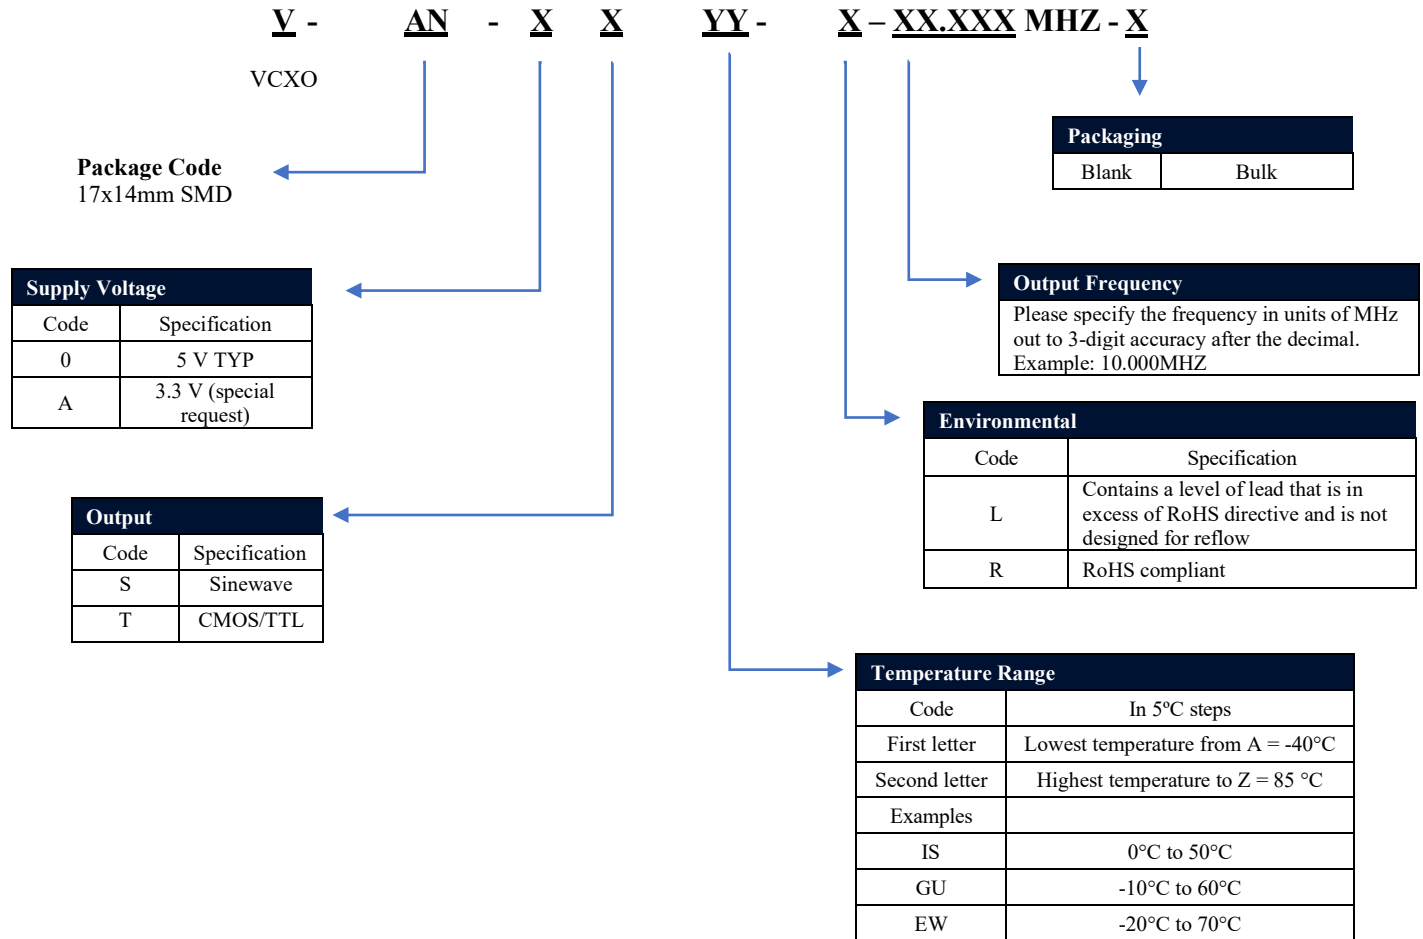 V - AN - X X YY - X – XX.XXX MHZ - X
VCXO
Package Code
17x14mm SMD
Packaging
Blank Bulk
Supply Voltage
Code Specification
0 5 V TYP
A 3.3 V (special
request)
Output Frequency
Please specify the frequency in units of MHz
out to 3-digit accuracy after the decimal.
Example: 10.000MHZ
Environmental
Code Specification
L Contains a level of lead that is in
excess of RoHS directive and is not
designed for reflow
R RoHS compliant
Output
Code Specification
S Sinewave
T CMOS/TTL
Temperature Range
Code In 5ºC steps
First letter Lowest temperature from A = -40°C
Second letter Highest temperature to Z = 85 °C
Examples
IS 0°C to 50°C
GU -10°C to 60°C
EW -20°C to 70°C